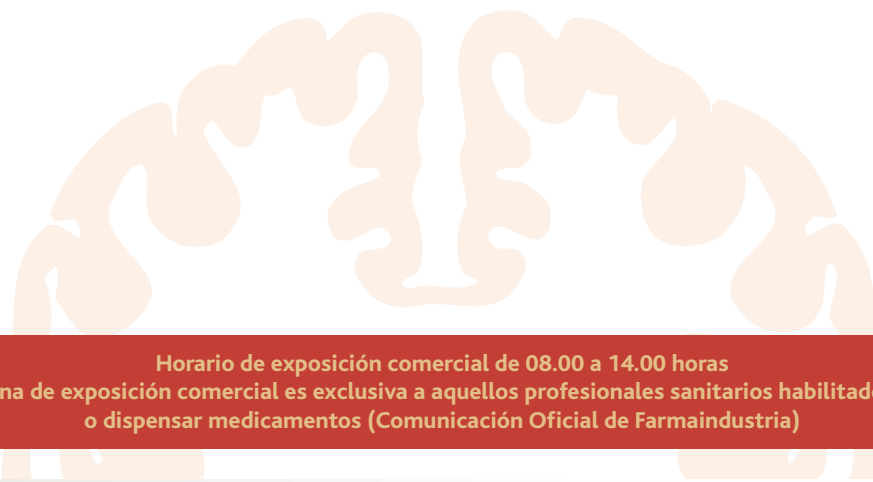 Horario de exposición comercial de 08.00 a 14.00 horas
na de exposición comercial es exclusiva a aquellos profesionales sanitarios habilitad
o dispensar medicamentos (Comunicación Oficial de Farmaindustria)